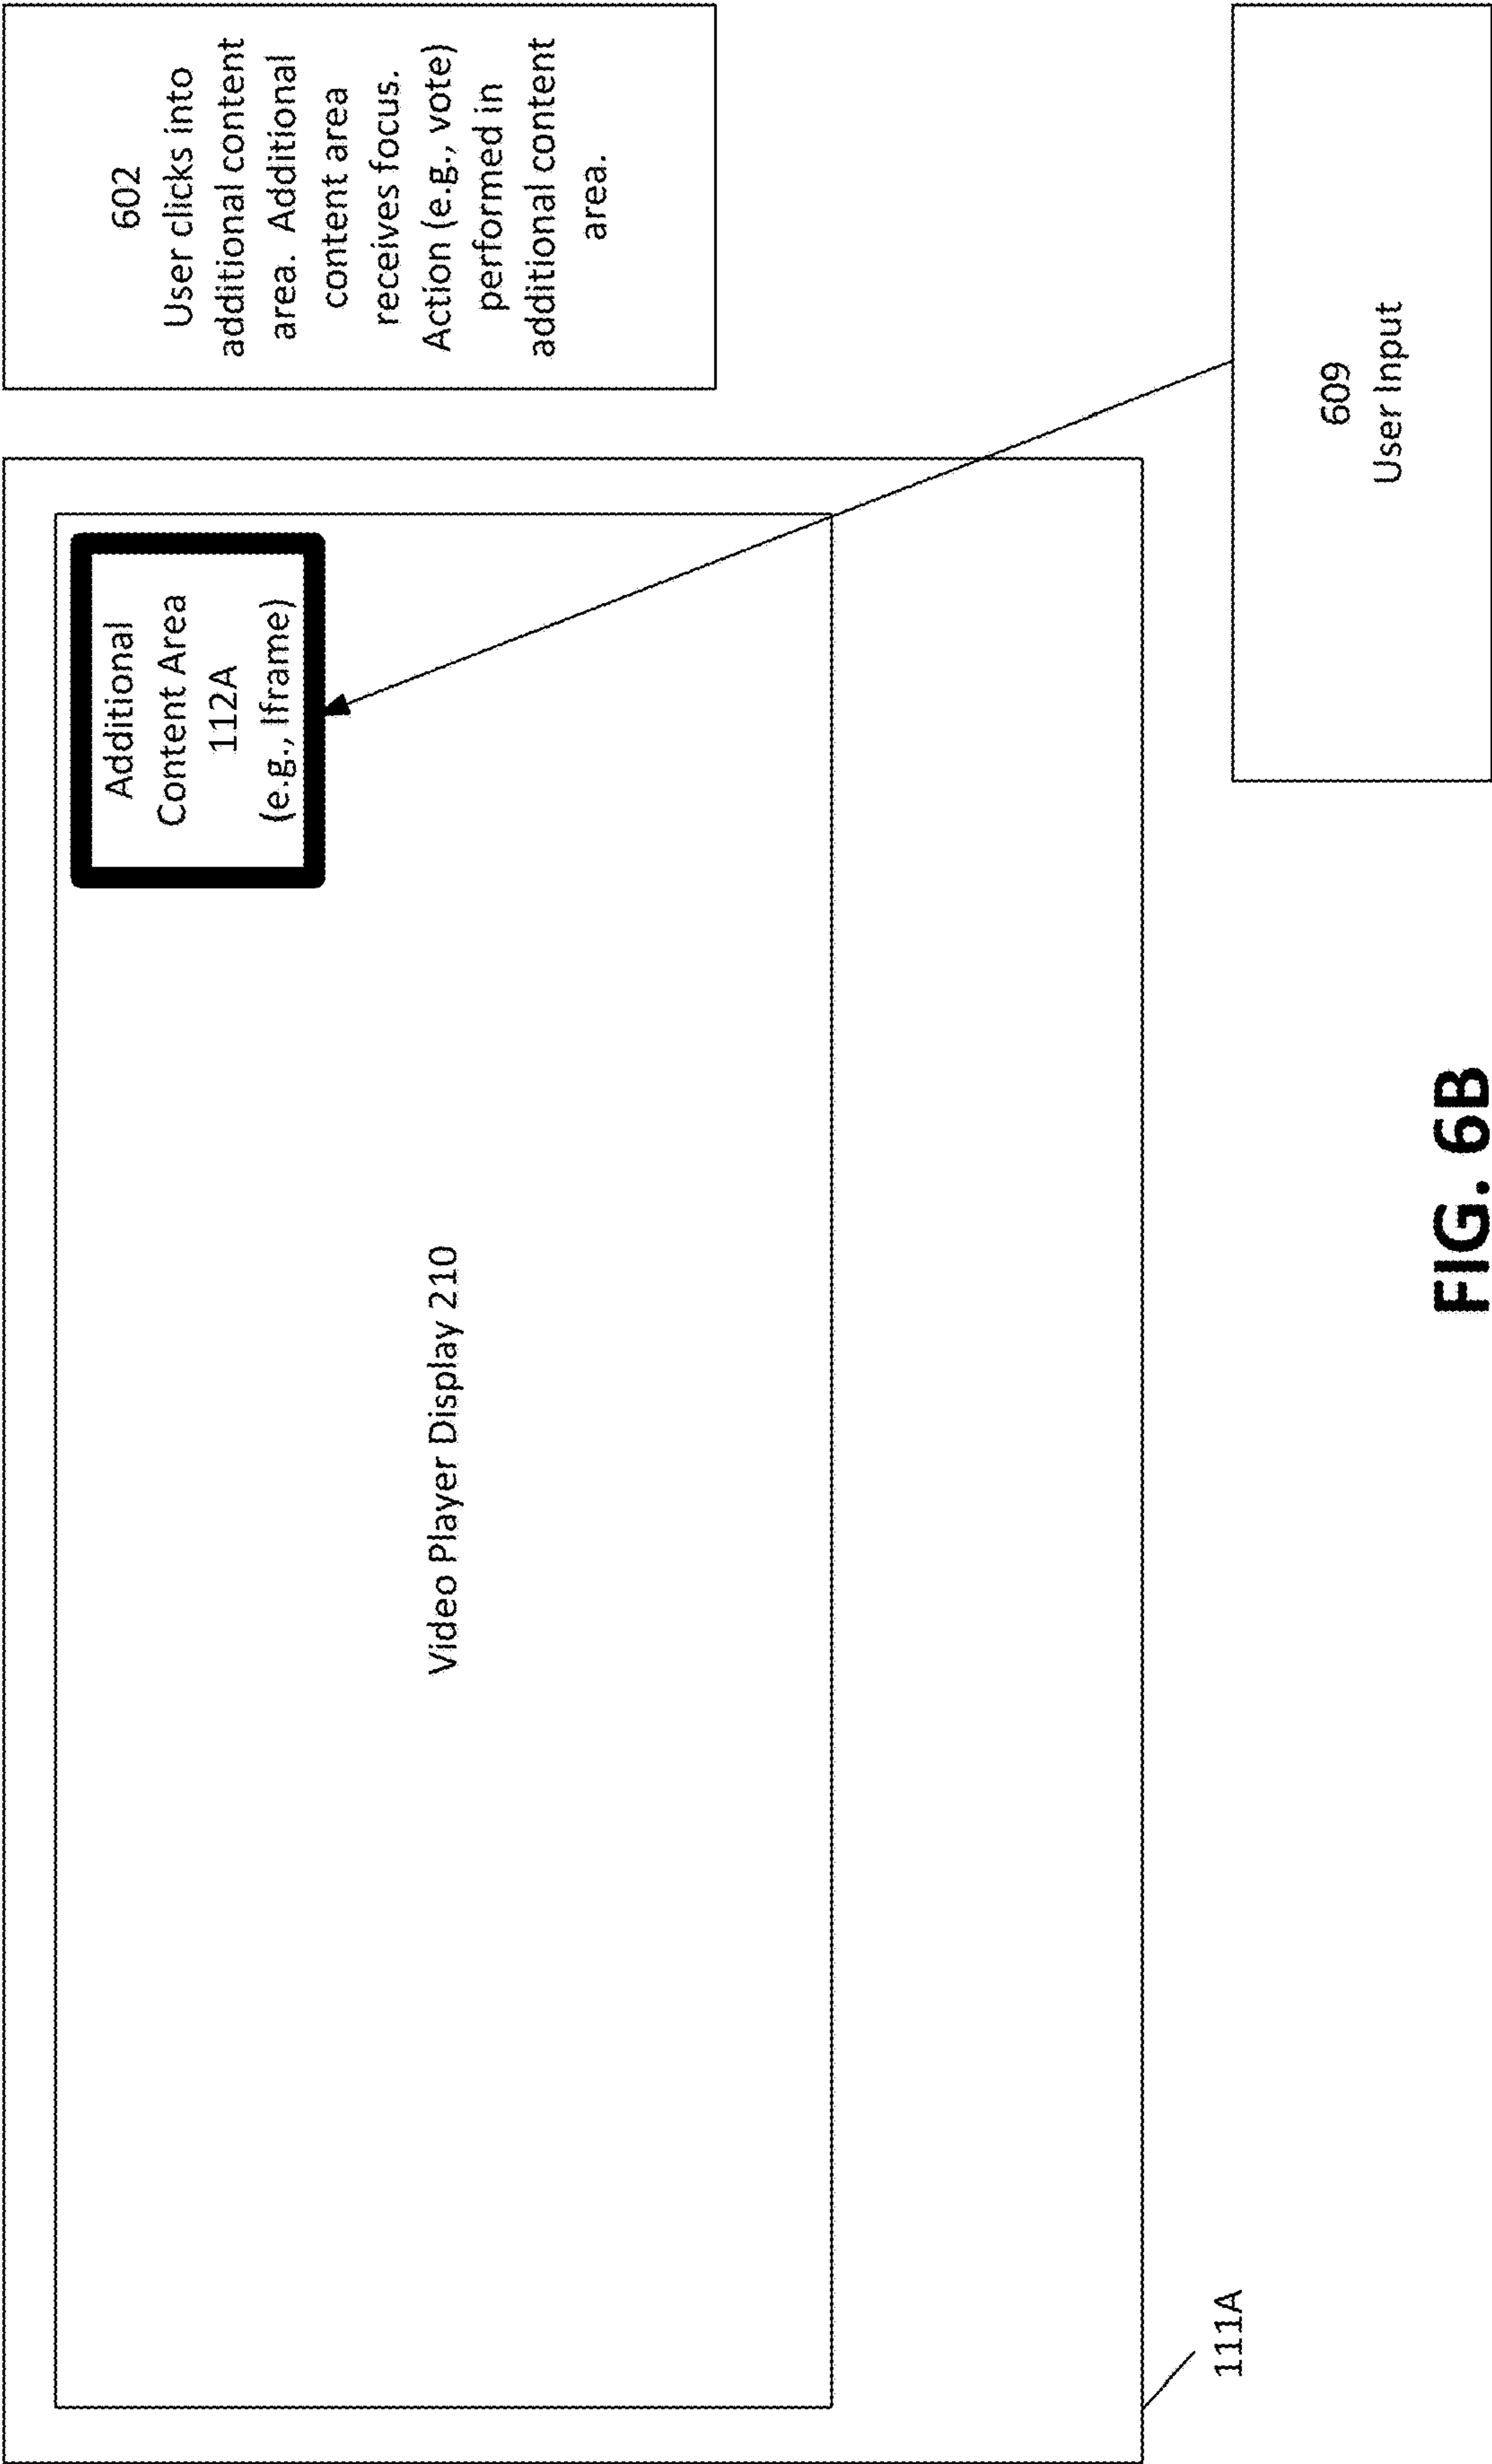 602
User clicks into
additional content
area.  Additional
content area
receives focus.
Action (e.g., vote)
performed in
additional content
area.
Additional
Content Area
112A
(e.g., Iframe)
Video Player Display 210
609
User Input
111A
FIG. 6B